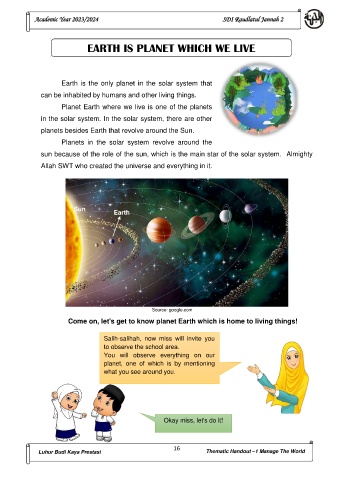 Academic Year 2023/2024
SDI Raudlatul Jannah 2
EARTH IS PLANET WHICH WE LIVE
Earth is the only planet in the solar system that
can be inhabited by humans and other living things.
Planet Earth where we live is one of the planets
in the solar system. In the solar system, there are other
planets besides Earth that revolve around the Sun.
Planets in the solar system revolve around the
sun because of the role of the sun, which is the main star of the solar system. Almighty
Allah SWT who created the universe and everything in it.
Sun
Earth
Source: google.com
Come on, let's get to know planet Earth which is home to living things!
Salih-salihah, now miss will invite you
to observe the school area.
You will observe everything on our
planet, one of which is by mentioning
what you see around you.
Okay miss, let's do it!
Luhur Budi Kaya Prestasi
16
Thematic Handout – 1 Manage The World